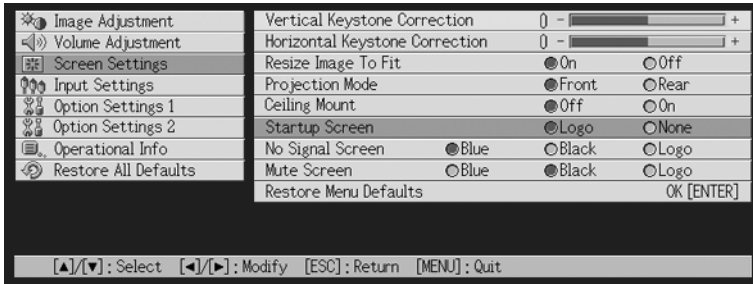 Image Adjustment
Volume Adjustment
Screen Settings
Input Settings
Option Settings 1
Option Settings 2
Operational Info
Restore All Defaults
Vertical Keystone Correction 0 - +
Horizontal Keystone Correction 0 - +
Resize Image To Fit On Off
Projection Mode Front Rear
Ceiling Mount Off On
Startup Screen Logo None
No Signal Screen Blue Black Logo
Mute Screen Blue Black Logo
Restore Menu Defaults OK [ENTER]
[▲]/[▼] : Select [◄]/[►] : Modify [ESC] : Return [MENU] : Quit